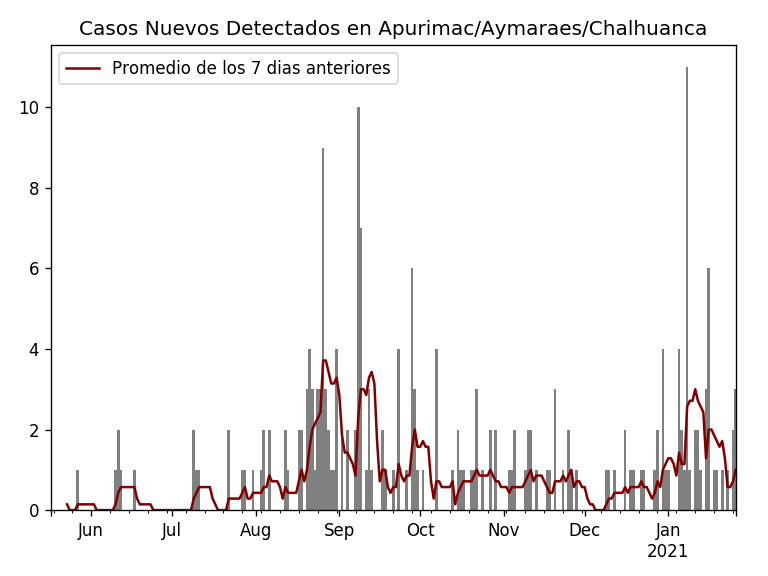 Casos Nuevos Detectados en Apurimac/Aymaraes/Chalhuanca
Promedio de los 7 dias anteriores
10
8
6
4
2
0
Jun Jul Aug Sep Oct Nov Dec Jan
2021